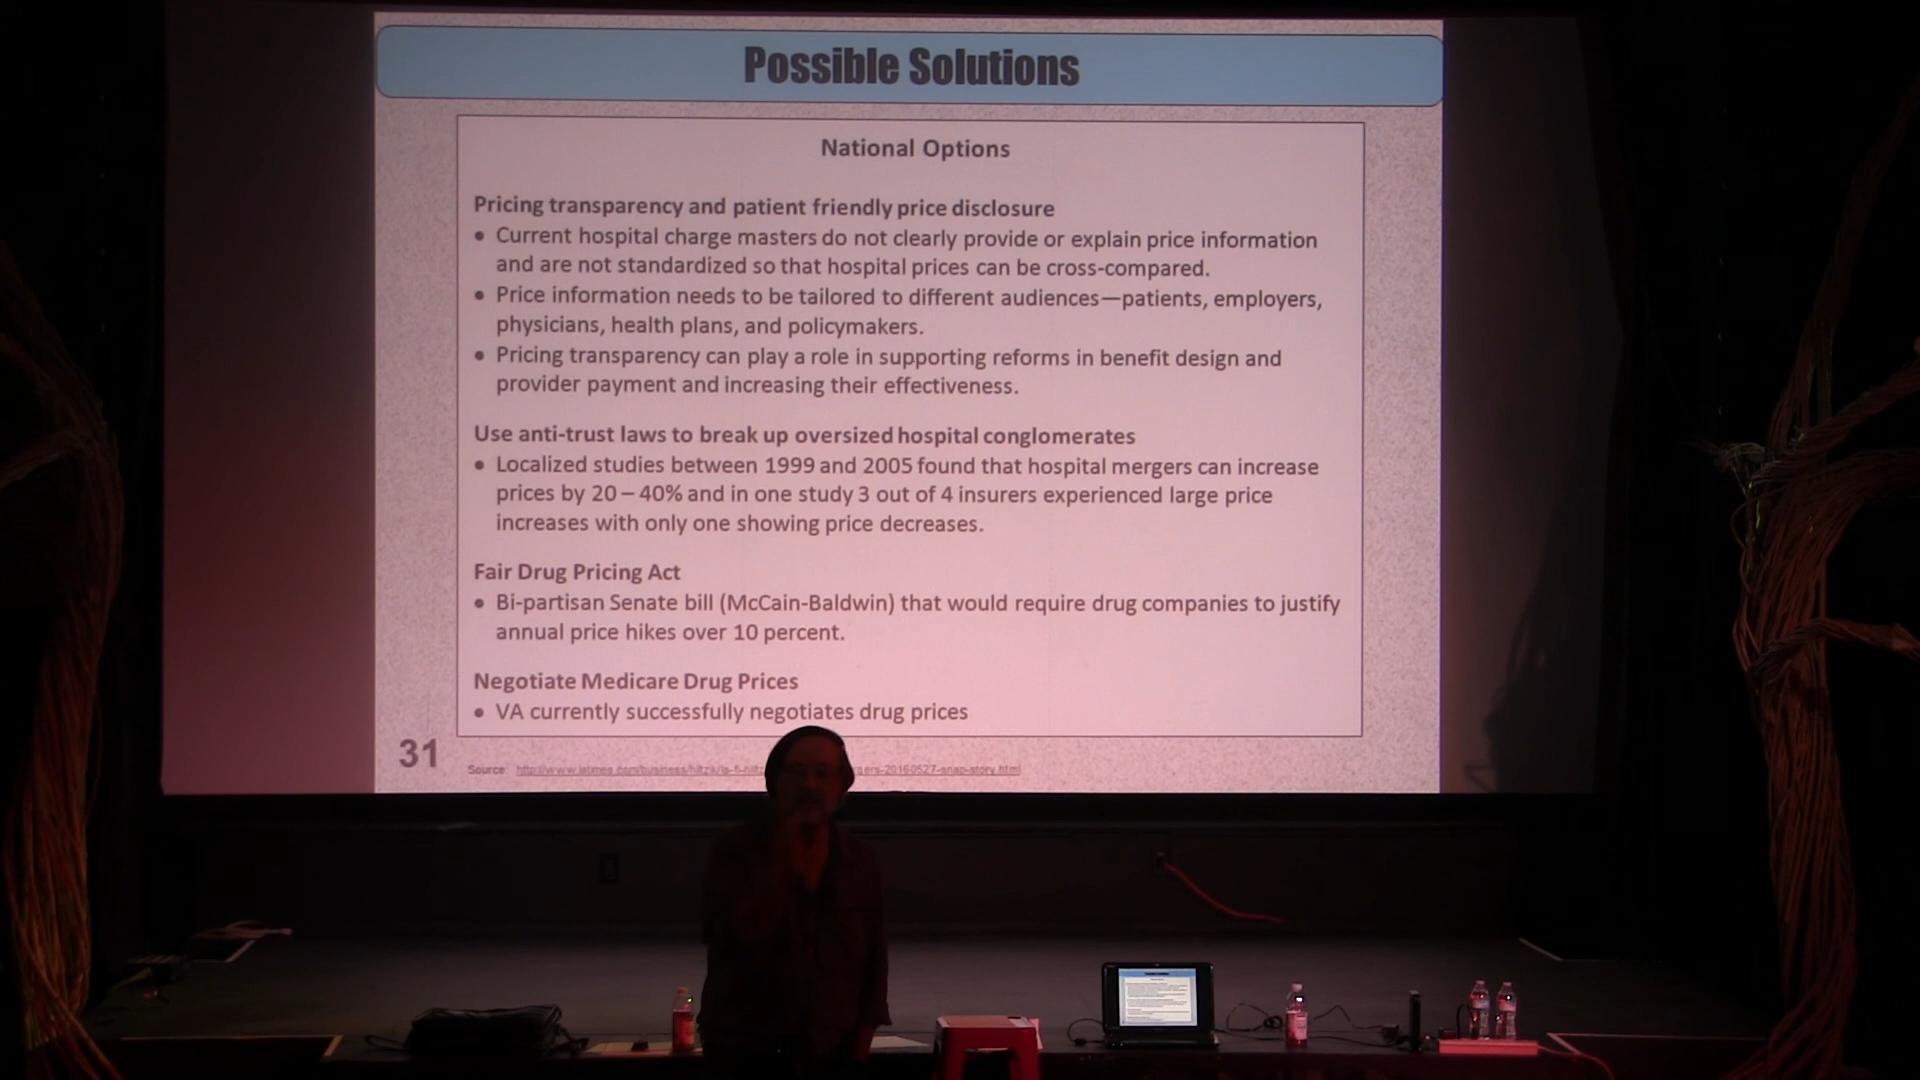 Possible Solutions
National Options
Pricing transparency and patient friendly price disclosure
• Current hospital charge masters do not clearly provide or explain price information
and are not standardized so that hospital prices can be cross-compared.
• Price information needs to be tailored to different audiences—patients, employers,
physicians, health plans, and policymakers.
• Pricing transparency can play a role in supporting reforms in benefit design and
provider payment and increasing their effectiveness.
Use anti-trust laws to break up oversized hospital conglomerates
• Localized studies between 1999 and 2005 found that hospital mergers can increase
prices by 20 – 40% and in one study 3 out of 4 insurers experienced large price
increases with only one showing price decreases.
Fair Drug Pricing Act
• Bi-partisan Senate bill (McCain-Baldwin) that would require drug companies to justify
annual price hikes over 10 percent.
Negotiate Medicare Drug Prices
• VA currently successfully negotiates drug prices
31
Source: